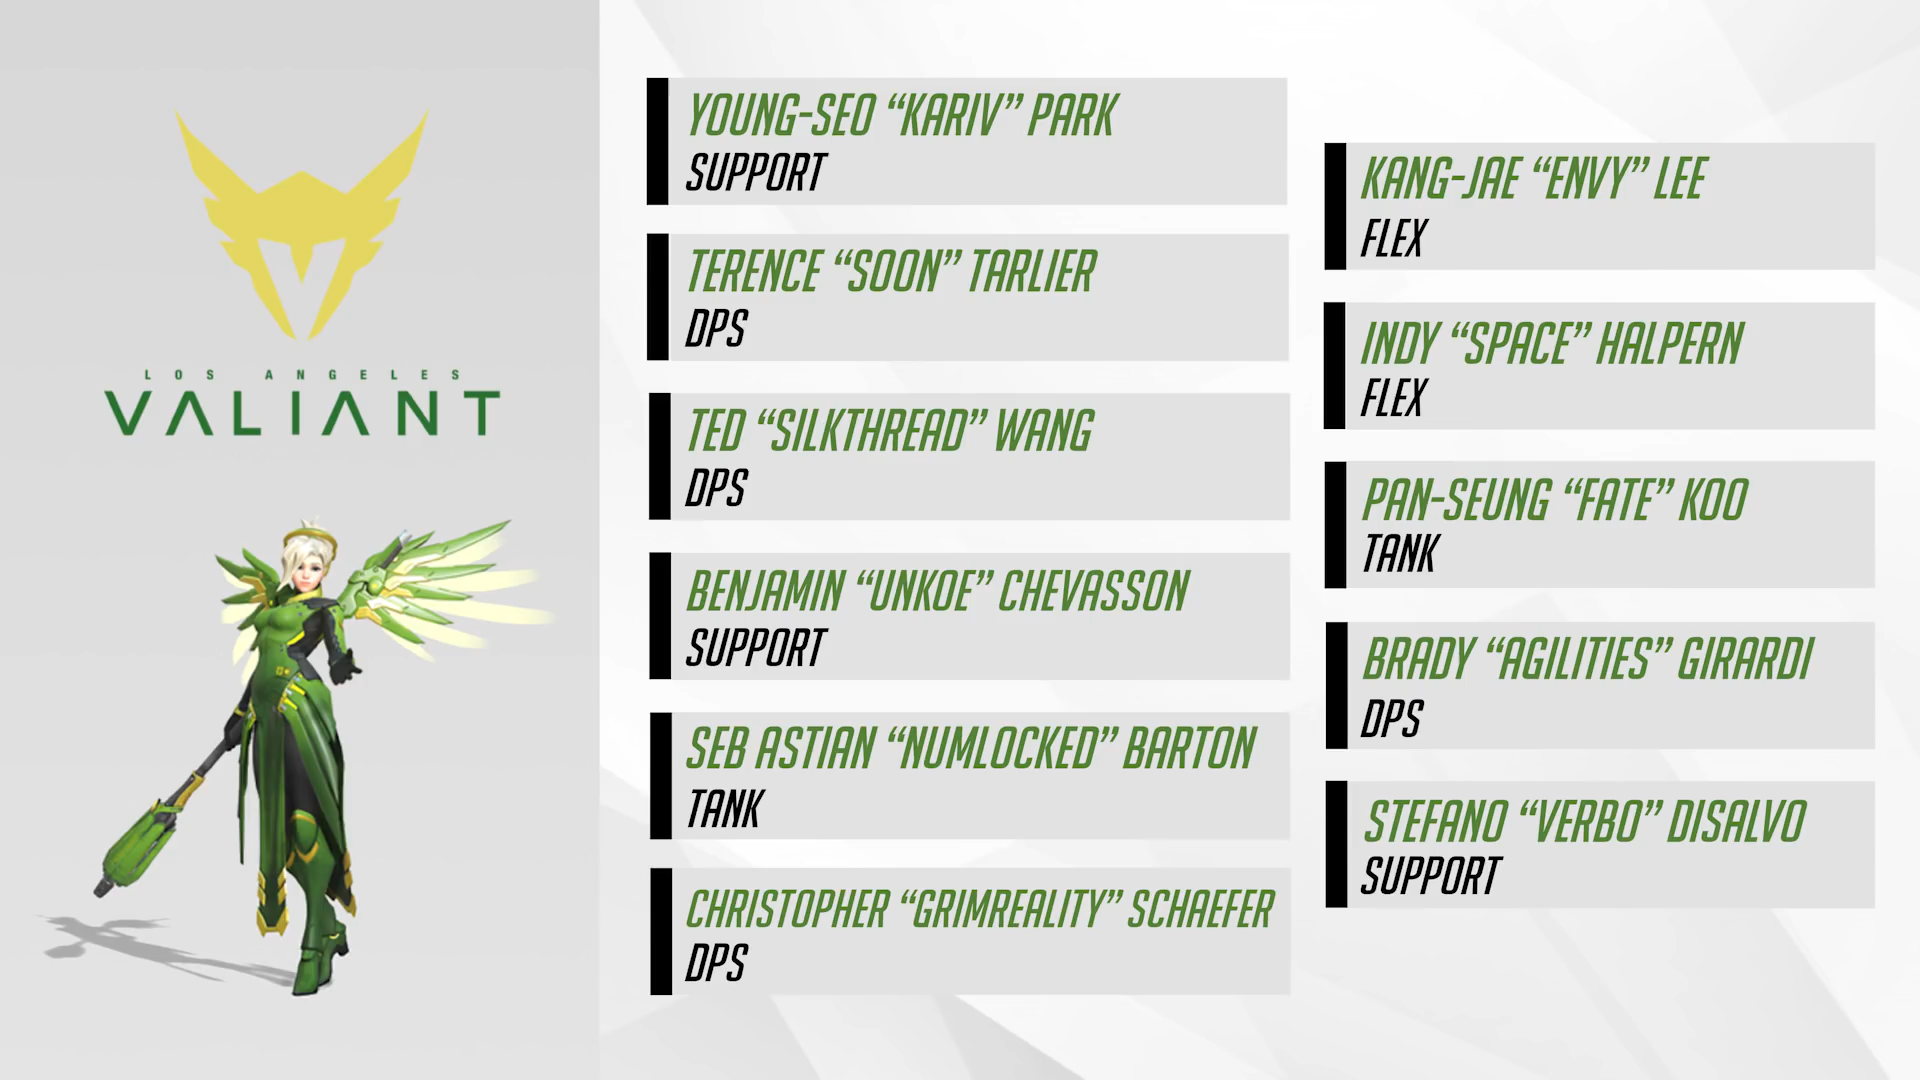 LOS ANGELES
VALIANT
YOUNG-SEO “KARIV” PARK
SUPPORT
TERENCE “SOON” TARLIER
DPS
TED “SILKTHREAD” WANG
DPS
BENJAMIN “UNKOE” CHEVASSON
SUPPORT
SEB ASTIAN “NUMLOCKED” BARTON
TANK
CHRISTOPHER “GRIMREALITY” SCHAEFER
DPS
KANG-JAE “ENVY” LEE
FLEX
INDY “SPACE” HALPERN
FLEX
PAN-SEUNG “FATE” KOO
TANK
BRADY “AGILITIES” GIRARDI
DPS
STEFANO “VERBO” DISALVO
SUPPORT